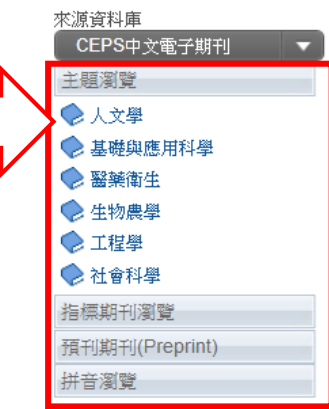 來源資料庫
CEPS中文電子期刊
主題瀏覽
人文學
基礎與應用科學
醫藥衛生
生物農學
工程學
社會科學
指標期刊瀏覽
預刊期刊(Preprint)
拼音瀏覽